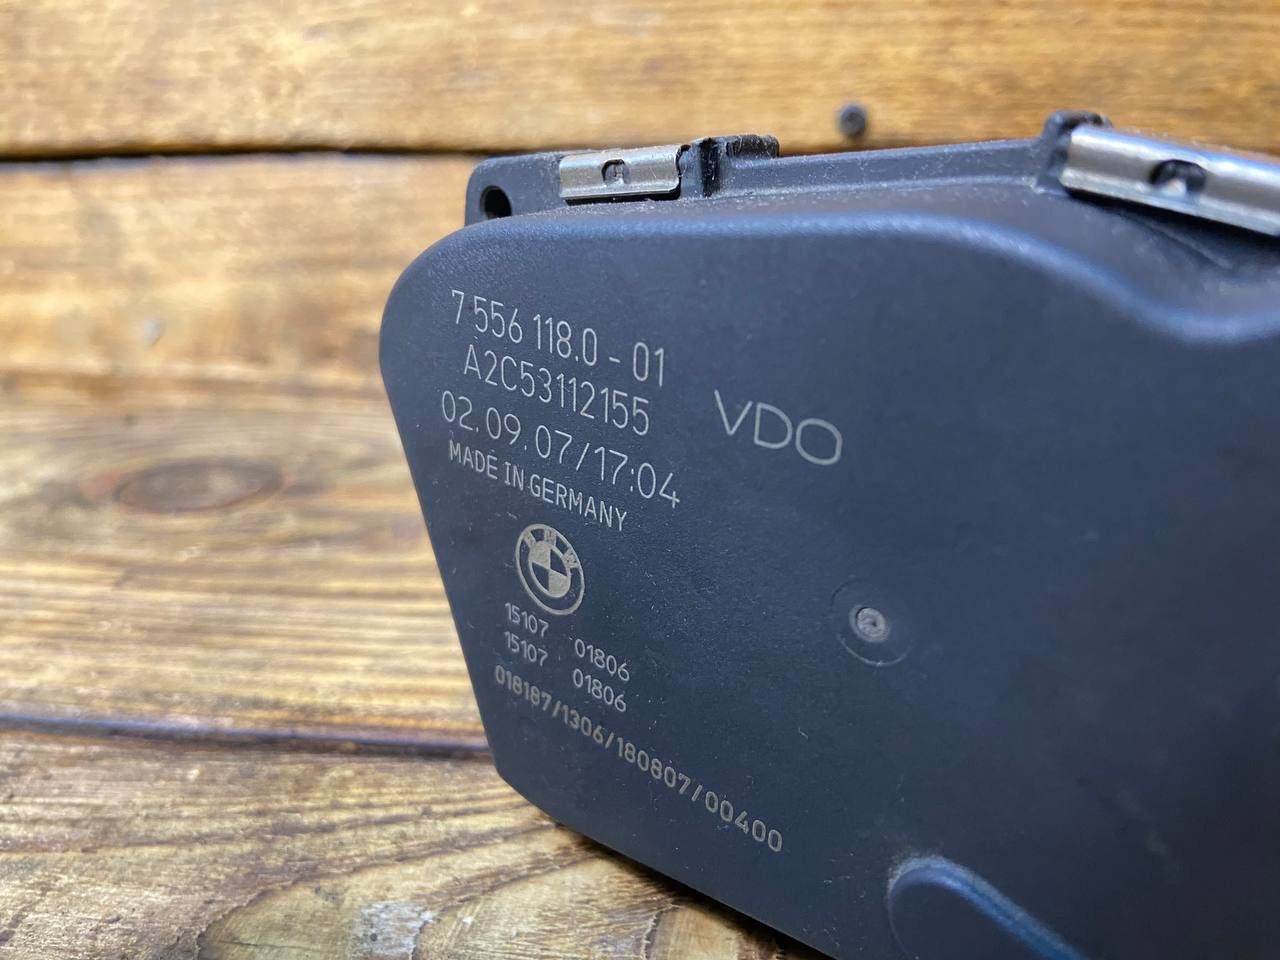 7 556 118.0 - 01
A2C53112155
VDO
02.09.07/17:04
MADE IN GERMANY
BMW
15107 01806
15107 01806
018187/1306/180807/00400